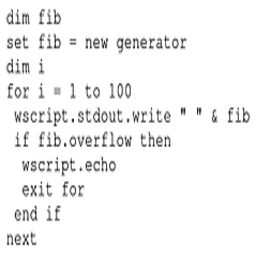 dim fib
set fib = new generator
dim i
for i = 1 to 100
 wscript.stdout.write " " & fib
 if fib.overflow then
  wscript.echo
  exit for
 end if
next